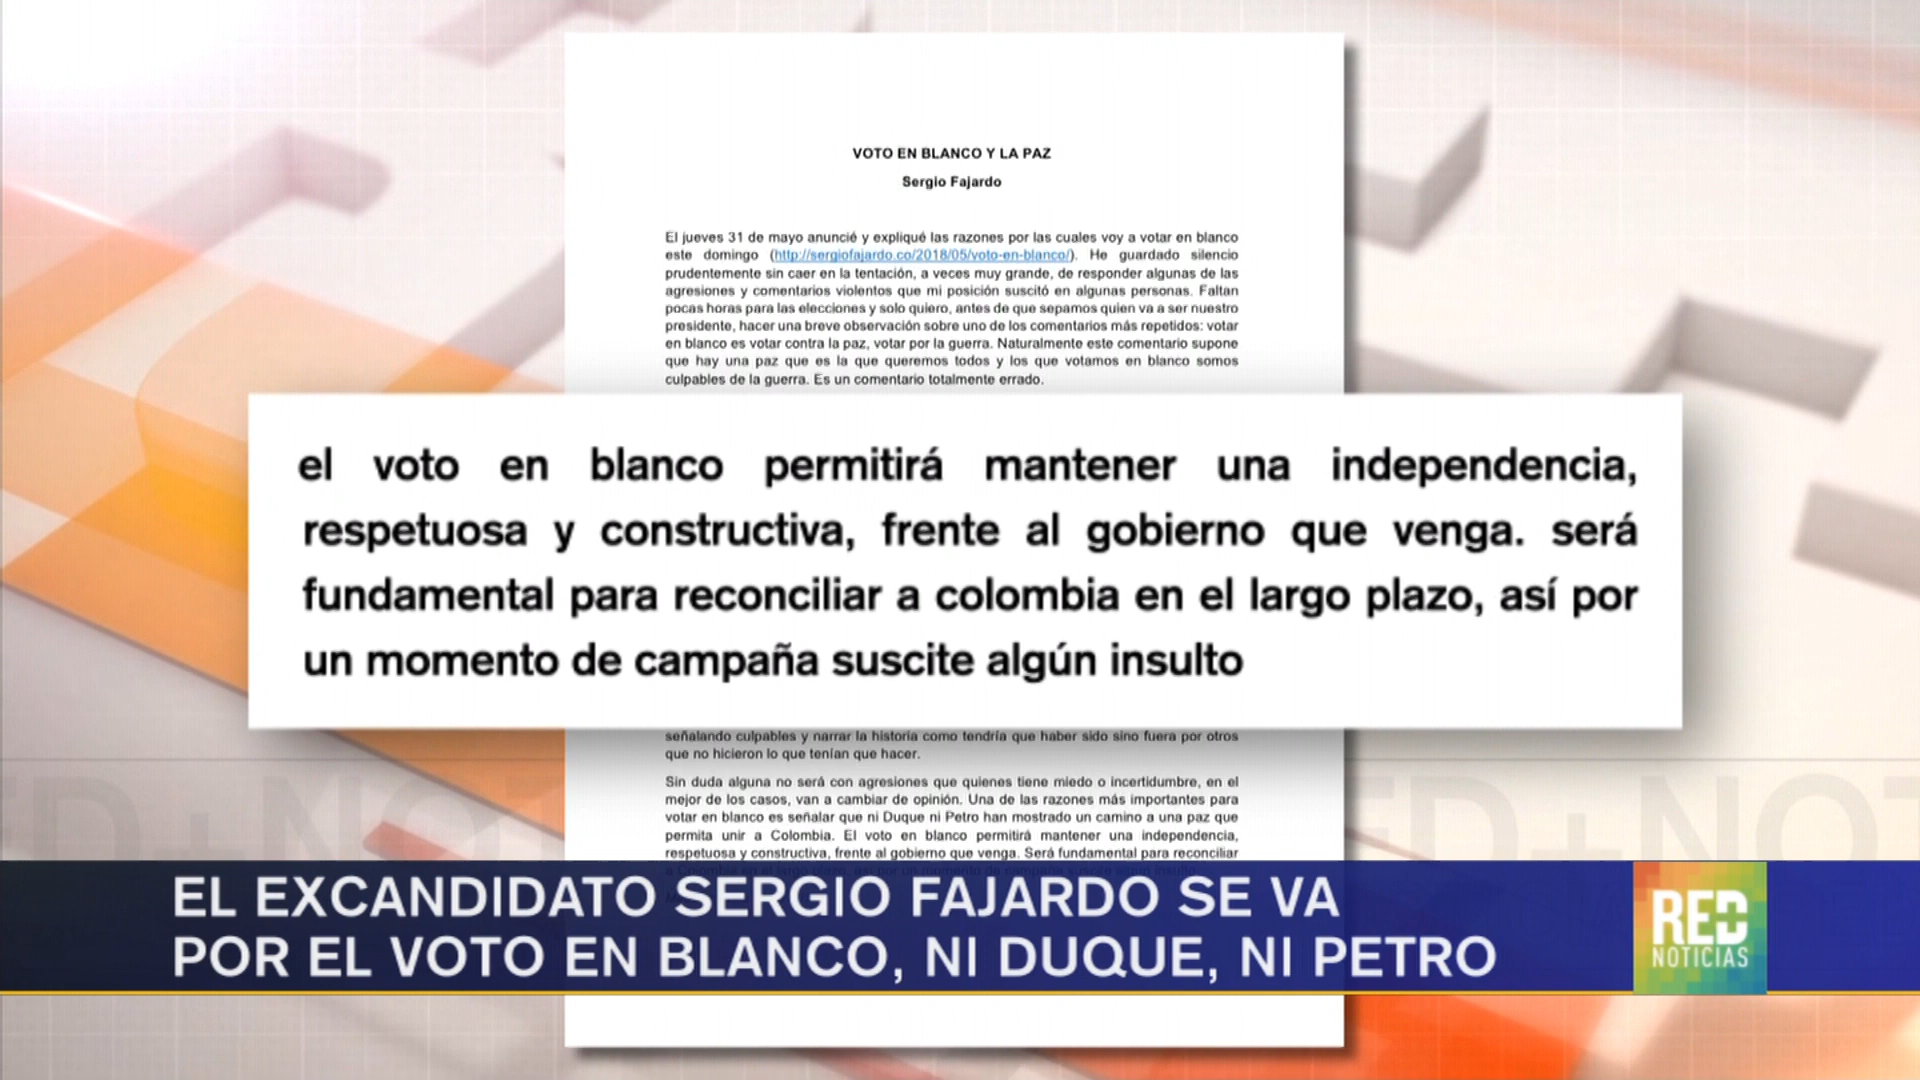 VOTO EN BLANCO Y LA PAZ
Sergio Fajardo
El jueves 31 de mayo anunció y expliqué las razones por las cuales voy a votar en blanco
este domingo (http://sergiofajardo.co/2018/05/voto-en-blanco/). He guardado silencio
prudentemente sin caer en la tentación, a veces muy grande, de responder algunas de las
agresiones y comentarios violentos que mi posición suscitó en algunas personas. Faltan
pocas horas para las elecciones y solo quiero, antes de que sepamos quien va a ser nuestro
presidente, hacer una breve observación sobre uno de los comentarios más repetidos: votar
en blanco es votar contra la paz, votar por la guerra. Naturalmente este comentario supone
que hay una paz que es la que queremos todos y los que votamos en blanco somos
culpables de la guerra. Es un comentario totalmente errado.
el voto en blanco permitirá mantener una independencia,
respetuosa y constructiva, frente al gobierno que venga. será
fundamental para reconciliar a colombia en el largo plazo, así por
un momento de campaña suscite algún insulto
señalando culpables y narrar la historia como tendría que haber sido sino fuera por otros
que no hicieron lo que tenían que hacer.
Sin duda alguna no será con agresiones que quienes tiene miedo o incertidumbre, en el
mejor de los casos, van a cambiar de opinión. Una de las razones más importantes para
votar en blanco es señalar que ni Duque ni Petro han mostrado un camino a una paz que
permita unir a Colombia. El voto en blanco permitirá mantener una independencia,
respetuosa y constructiva, frente al gobierno que venga. Será fundamental para reconciliar
EL EXCANDIDATO SERGIO FAJARDO SE VA
POR EL VOTO EN BLANCO, NI DUQUE, NI PETRO
RED
NOTICIAS